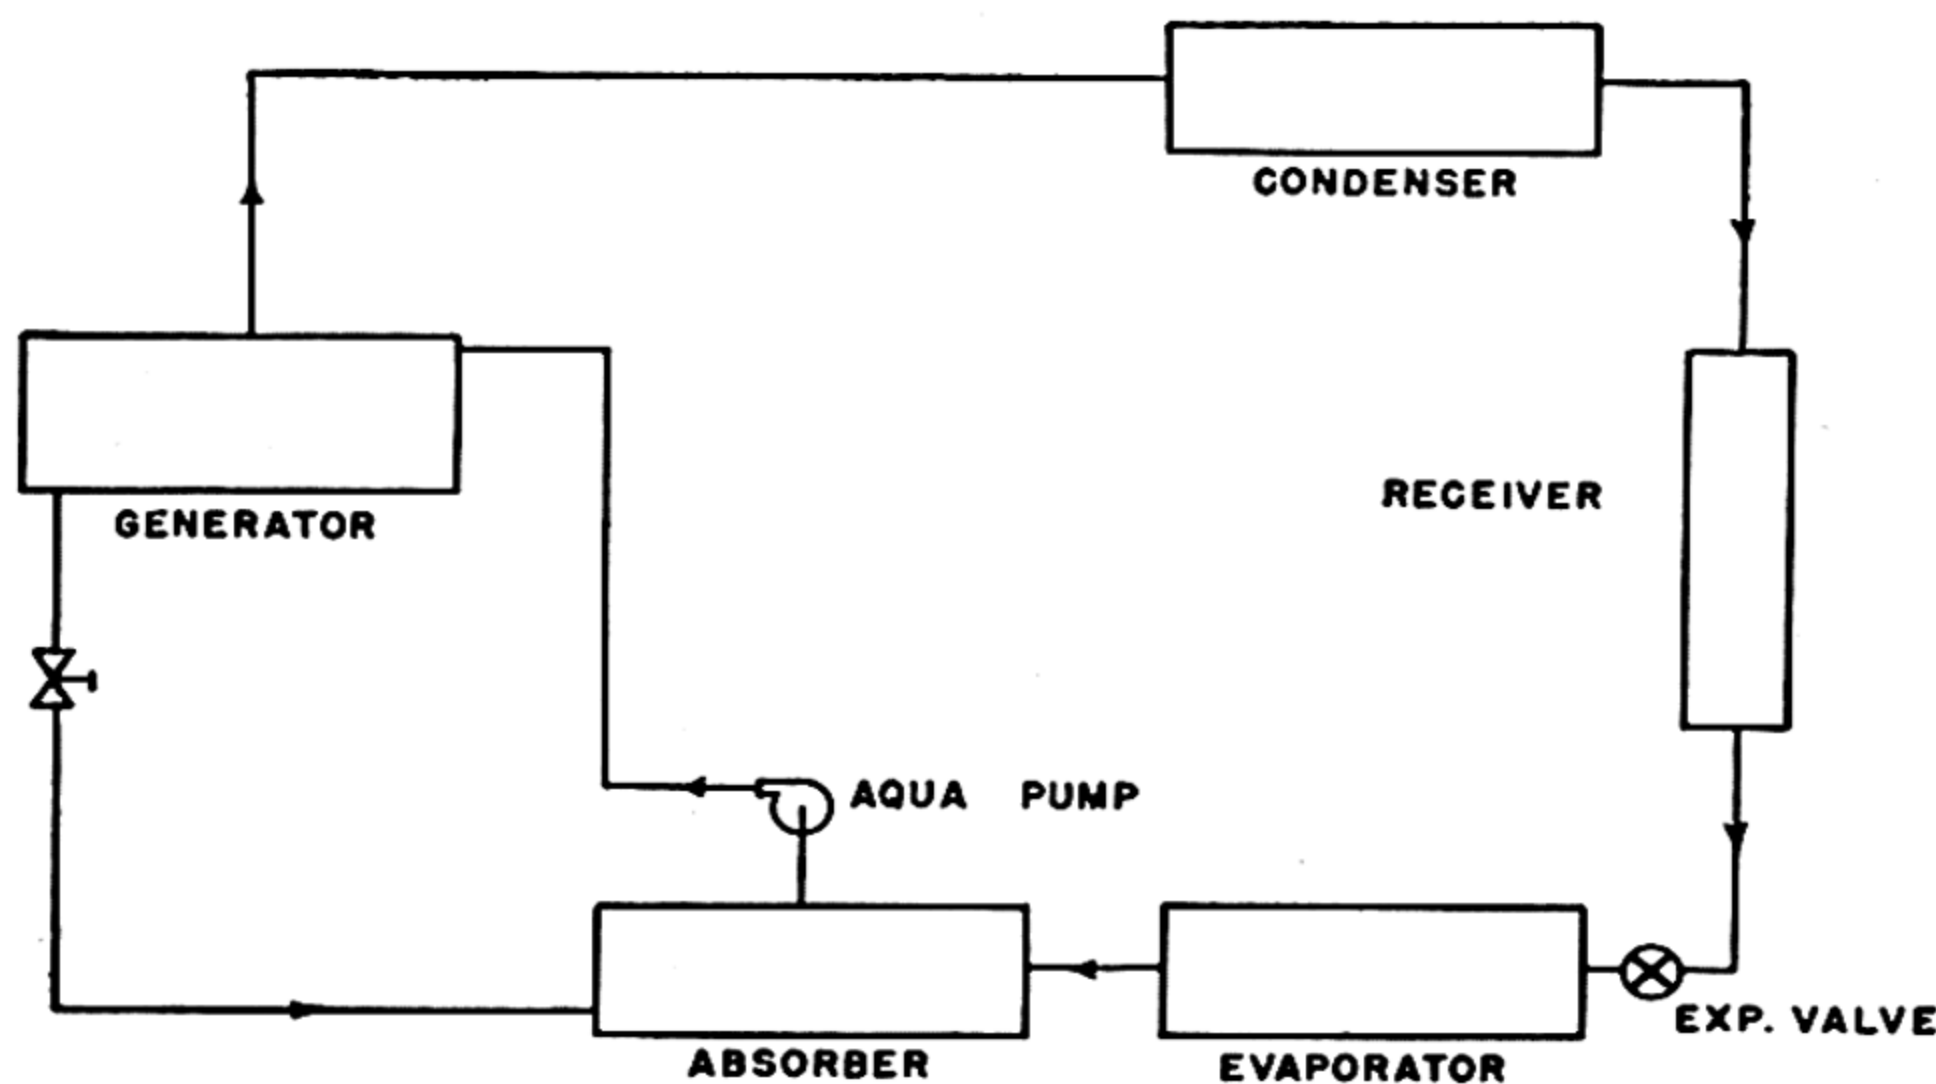 CONDENSER
RECEIVER
GENERATOR
AQUA PUMP
EXP. VALVE
ABSORBER
EVAPORATOR